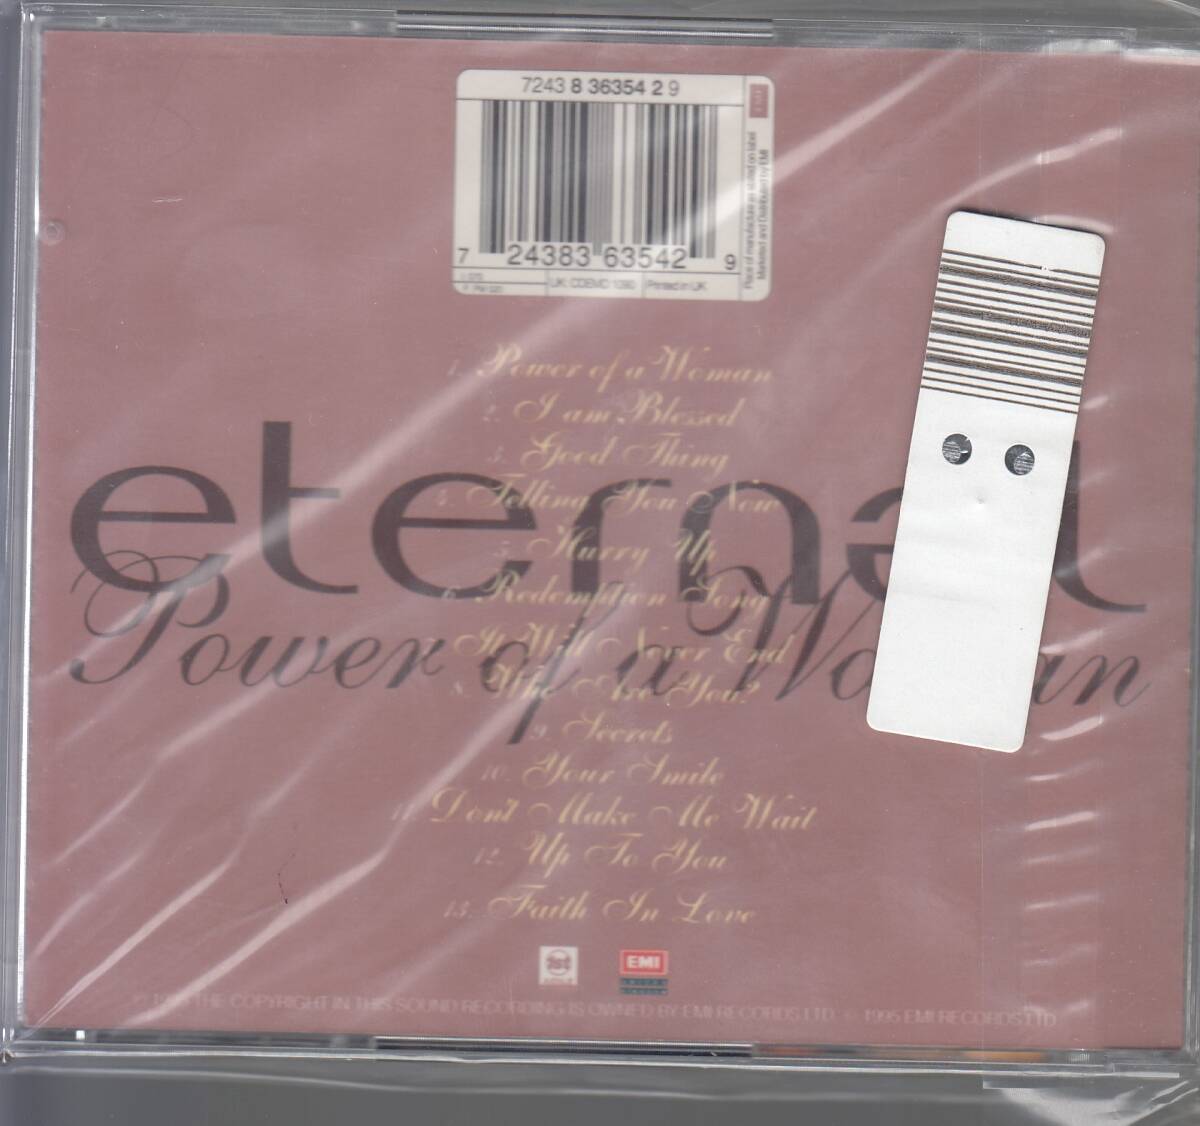 7243 8 36354 2 9
7 24383 63542 9
UK: CDEMD 1090
Printed in UK
Place of manufacture as stated on label
Marketed and Distributed by EMI
1. Power of a Woman
2. I am Blessed
3. Good Thing
4. Telling You Now
5. Hurry Up
6. Redemption Song
7. It Will Never End
8. Who Are You?
9. Secrets
10. Your Smile
11. Don't Make Me Wait
12. Up To You
13. Faith In Love
eternal
Power of a Wo an
1st
EMI
THE COPYRIGHT IN THIS SOUND RECORDING IS OWNED BY EMI RECORDS LTD. © 1995 EMI RECORDS LTD